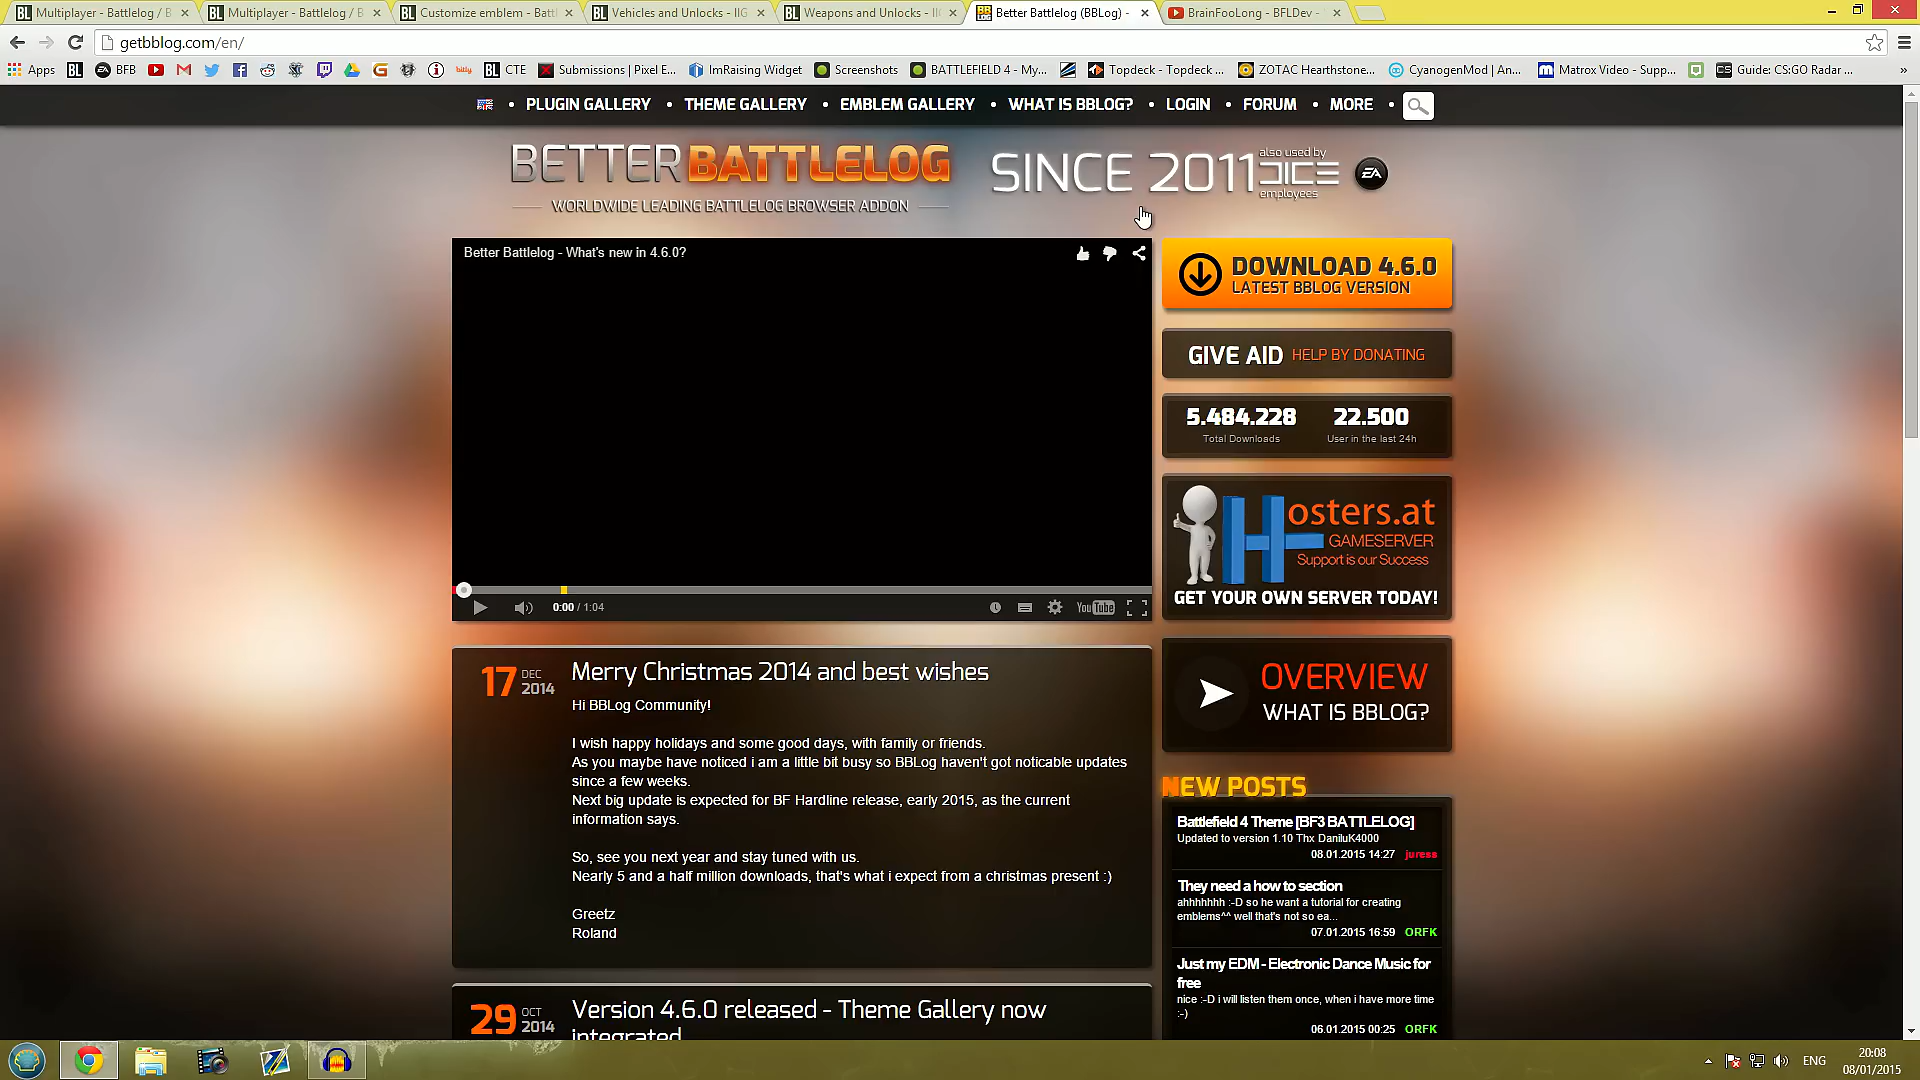 Multiplayer - Battlelog / B
Multiplayer - Battlelog / B
Customize emblem - Batt
Vehicles and Unlocks - IIG
Weapons and Unlocks - IIG
Better Battlelog (BBLog) -
BrainFooLong - BFLDev -
getbblog.com/en/
Apps
BFB
CTE
Submissions | Pixel E...
ImRaising Widget
Screenshots
BATTLEFIELD 4 - My...
Topdeck - Topdeck ...
ZOTAC Hearthstone...
CyanogenMod | An...
Matrox Video - Supp...
Guide: CS:GO Radar ...
PLUGIN GALLERY • THEME GALLERY • EMBLEM GALLERY • WHAT IS BBLOG? • LOGIN • FORUM • MORE
BETTER BATTLELOG
WORLDWIDE LEADING BATTLELOG BROWSER ADDON
SINCE 2011
also used by
DICE
employees
EA
Better Battlelog - What's new in 4.6.0?
0:00 / 1:04
YouTube
DOWNLOAD 4.6.0
LATEST BBLOG VERSION
GIVE AID HELP BY DONATING
5.484.228 22.500
Total Downloads User in the last 24h
Hosters.at
GAMESERVER
Support is our Success
GET YOUR OWN SERVER TODAY!
OVERVIEW
WHAT IS BBLOG?
17 DEC 2014
Merry Christmas 2014 and best wishes
Hi BBLog Community!
I wish happy holidays and some good days, with family or friends.
As you maybe have noticed i am a little bit busy so BBLog haven't got noticable updates
since a few weeks.
Next big update is expected for BF Hardline release, early 2015, as the current
information says.
So, see you next year and stay tuned with us.
Nearly 5 and a half million downloads, that's what i expect from a christmas present :)
Greetz
Roland
29 OCT 2014
Version 4.6.0 released - Theme Gallery now
integrated
NEW POSTS
Battlefield 4 Theme [BF3 BATTLELOG]
Updated to version 1.10 Thx DaniluK4000
08.01.2015 14:27 juress
They need a how to section
ahhhhhhh :-D so he want a tutorial for creating
emblems^^ well that's not so ea...
07.01.2015 16:59 ORFK
Just my EDM - Electronic Dance Music for
free
nice :-D i will listen them once, when i have more time
:-)
06.01.2015 00:25 ORFK
ENG
20:08
08/01/2015